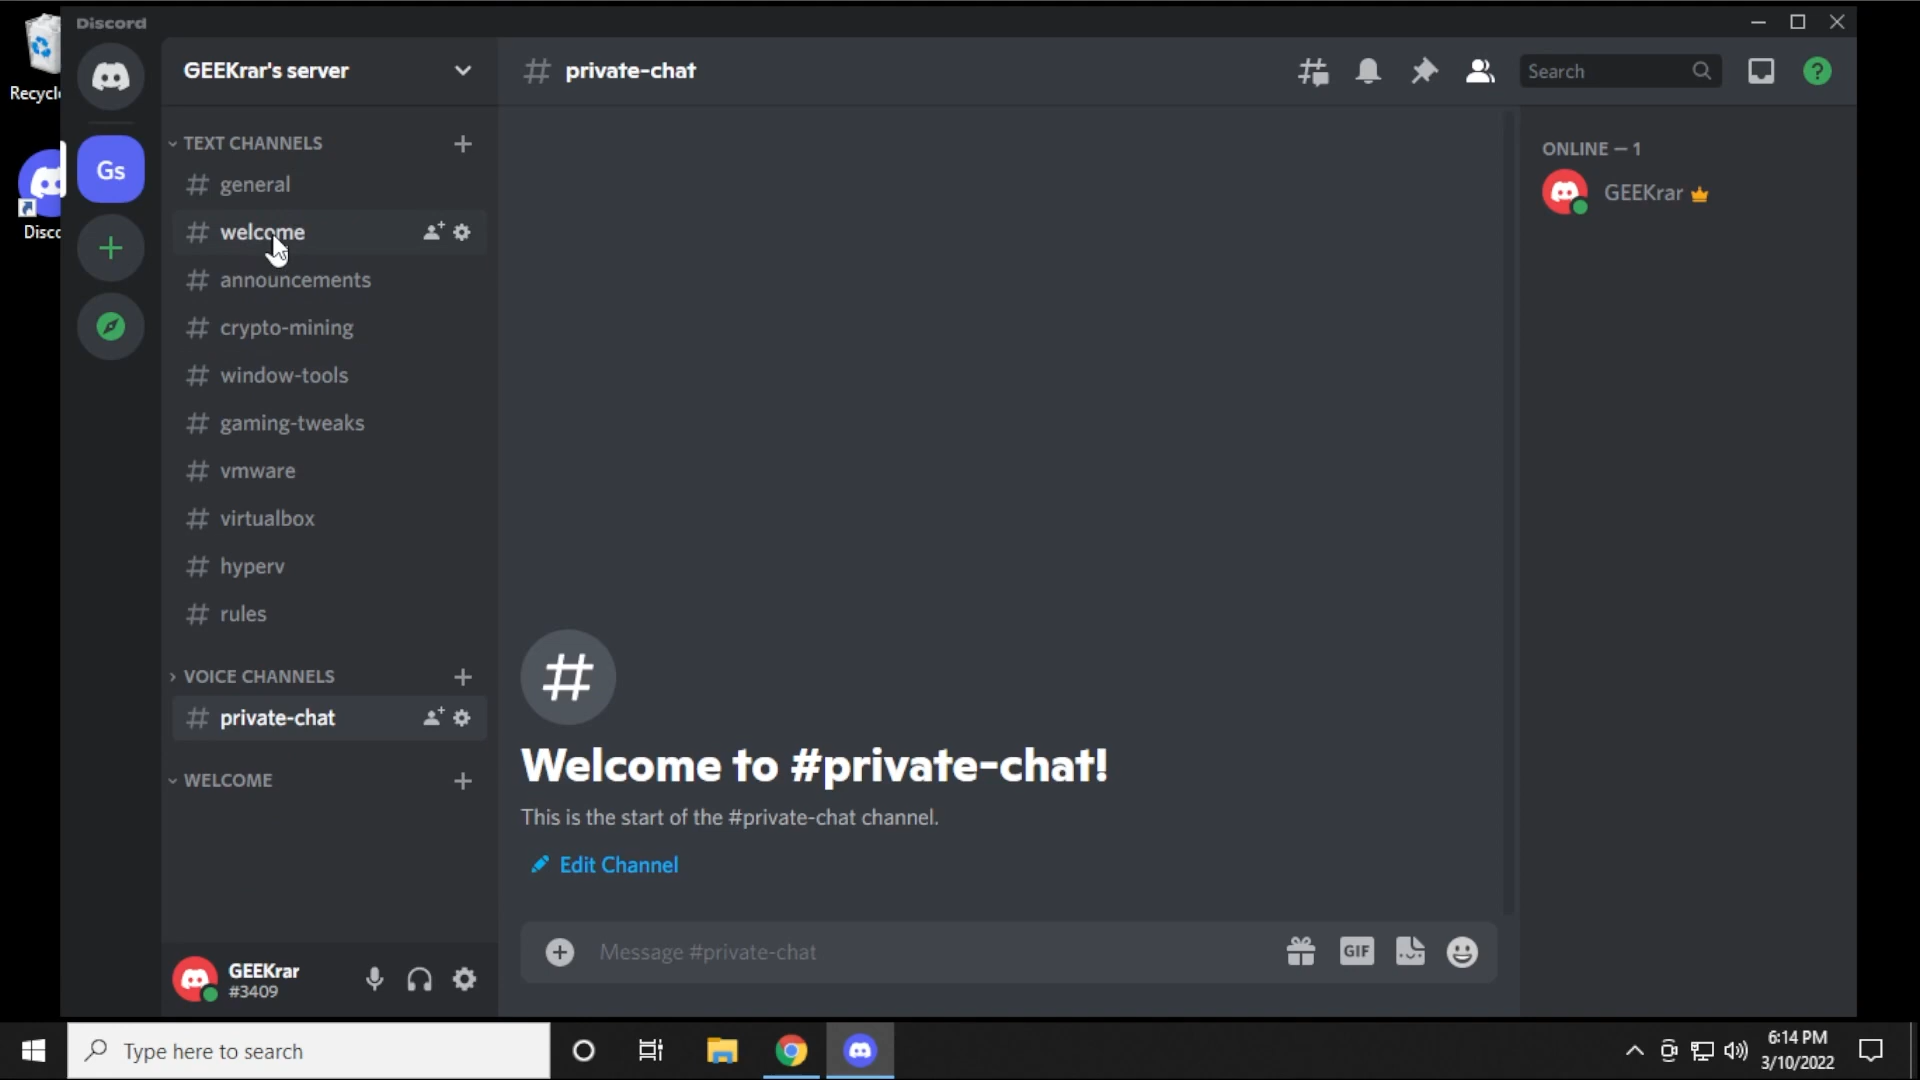 Discord
Recycl
Disc
Gs
GEEKrar's server
TEXT CHANNELS
general
welcome
announcements
crypto-mining
window-tools
gaming-tweaks
vmware
virtualbox
hyperv
rules
VOICE CHANNELS
private-chat
WELCOME
GEEKrar
#3409
# private-chat
Search
#
Welcome to #private-chat!
This is the start of the #private-chat channel.
Edit Channel
Message #private-chat
GIF
ONLINE — 1
GEEKrar
Type here to search
6:14 PM
3/10/2022